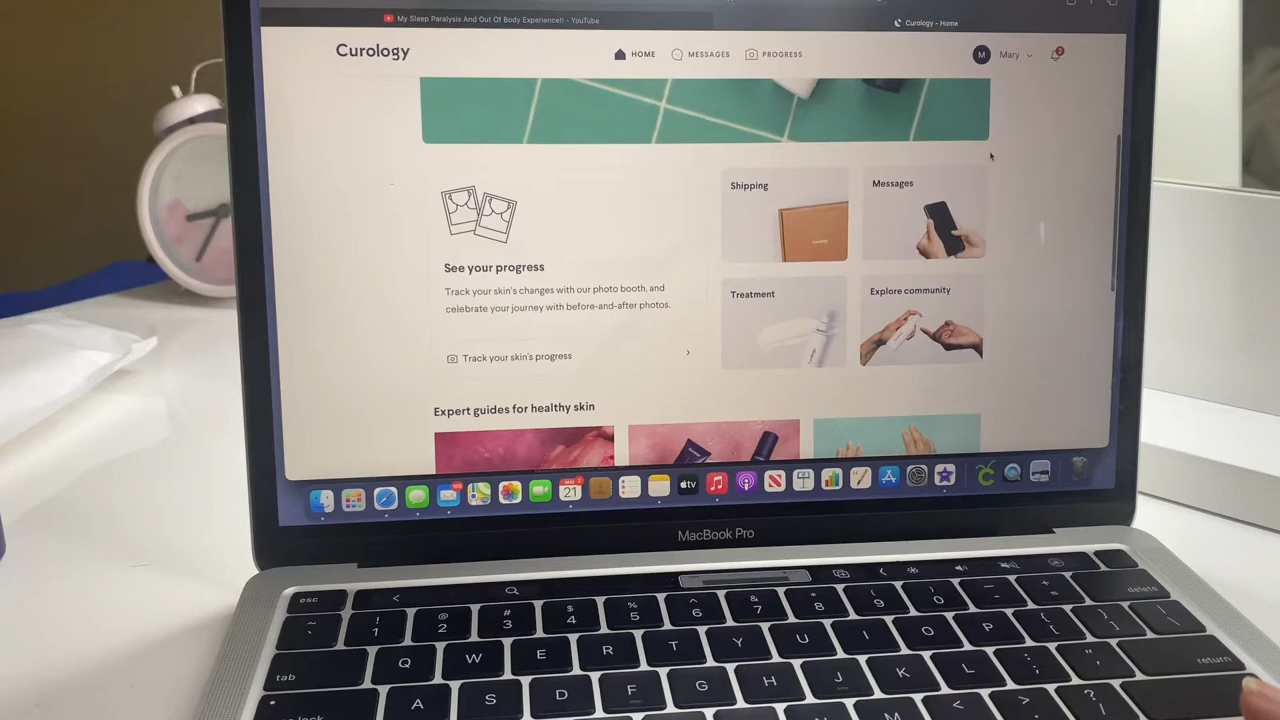 My Sleep Paralysis And Out Of Body Experience!! - YouTube
Curology - Home
Curology
HOME
MESSAGES
PROGRESS
M
Mary
2
Shipping
Messages
See your progress
Track your skin's changes with our photo booth, and
celebrate your journey with before-and-after photos.
Treatment
Explore community
Track your skin's progress
Expert guides for healthy skin
MAY
21
tv
MacBook Pro
esc
~
`
!
1
@
2
#
3
$
4
%
5
^
6
&
7
*
8
(
9
)
0
_
-
+
=
delete
tab
Q
W
E
R
T
Y
U
I
O
P
{
[
}
]
|
\
A
S
D
F
G
H
J
K
L
:
;
"
'
return
M
<
>
?